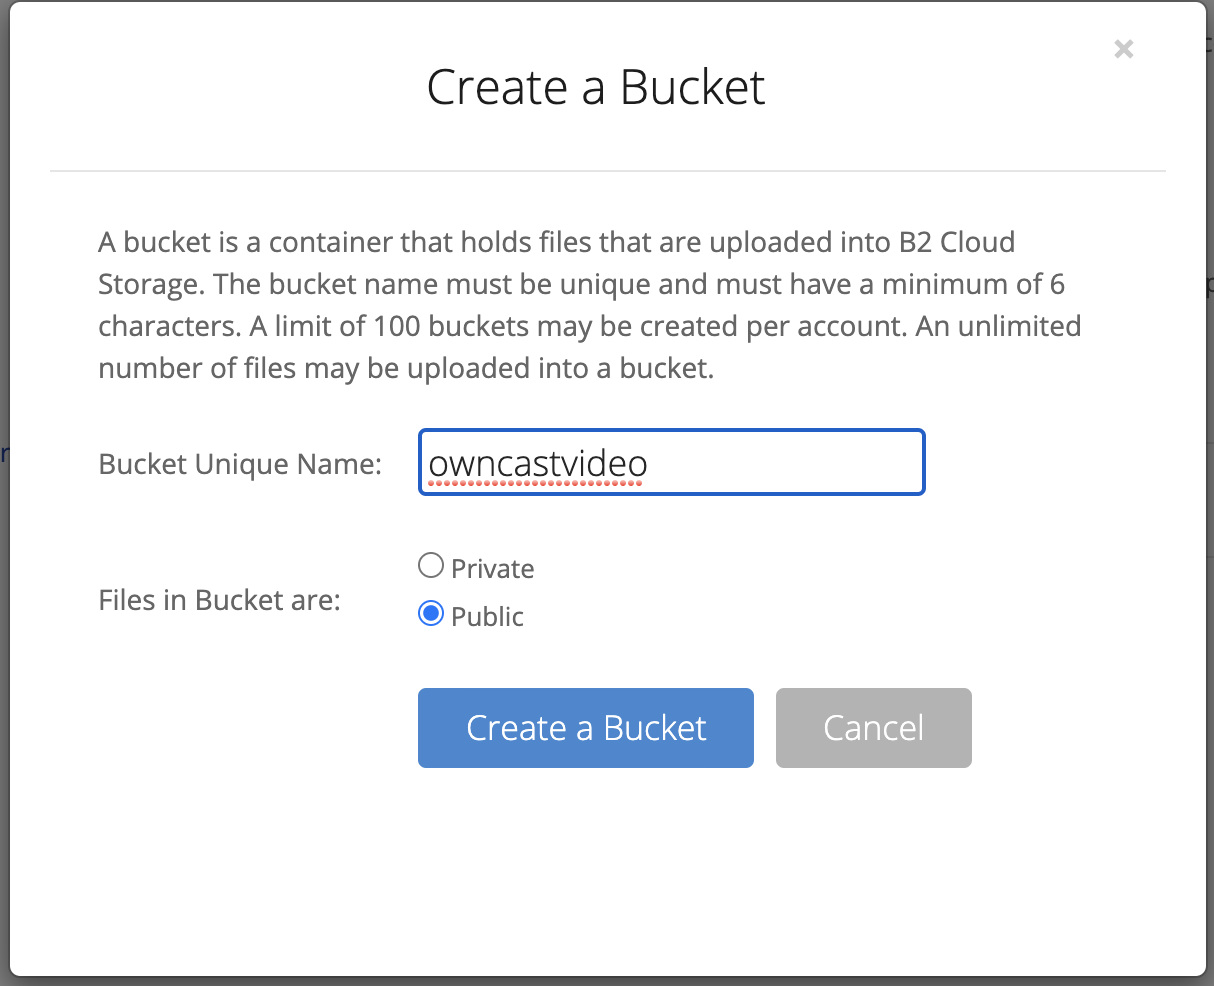 Create a Bucket
A bucket is a container that holds files that are uploaded into B2 Cloud
Storage. The bucket name must be unique and must have a minimum of 6
characters. A limit of 100 buckets may be created per account. An unlimited
number of files may be uploaded into a bucket.
Bucket Unique Name: owncastvideo
Private
Files in Bucket are:
Public
Create a Bucket Cancel